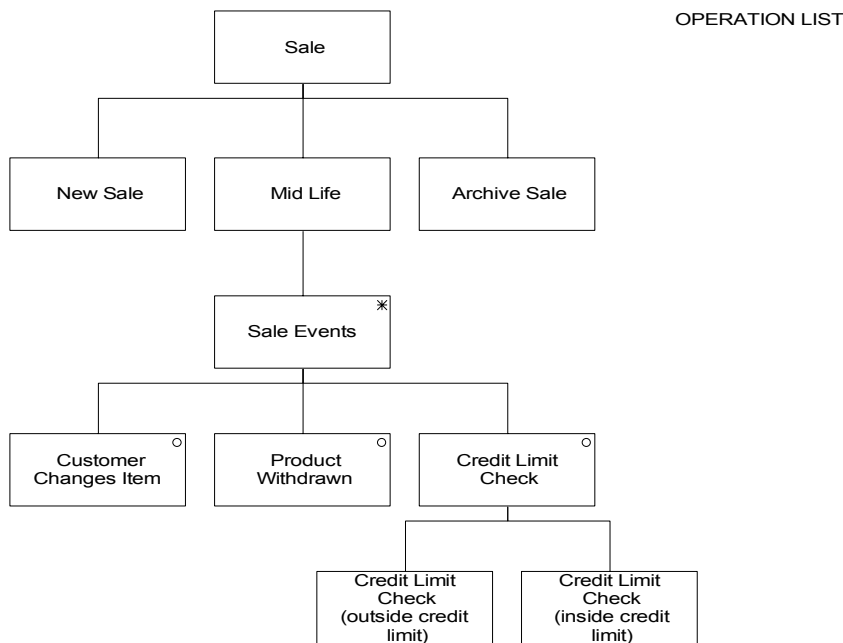 OPERATION LIST
Sale
New Sale
Mid Life
Archive Sale
Sale Events
Customer
Changes Item
Product
Withdrawn
Credit Limit
Check
Credit Limit
Check
(outside credit
limit)
Credit Limit
Check
(inside credit
limit)